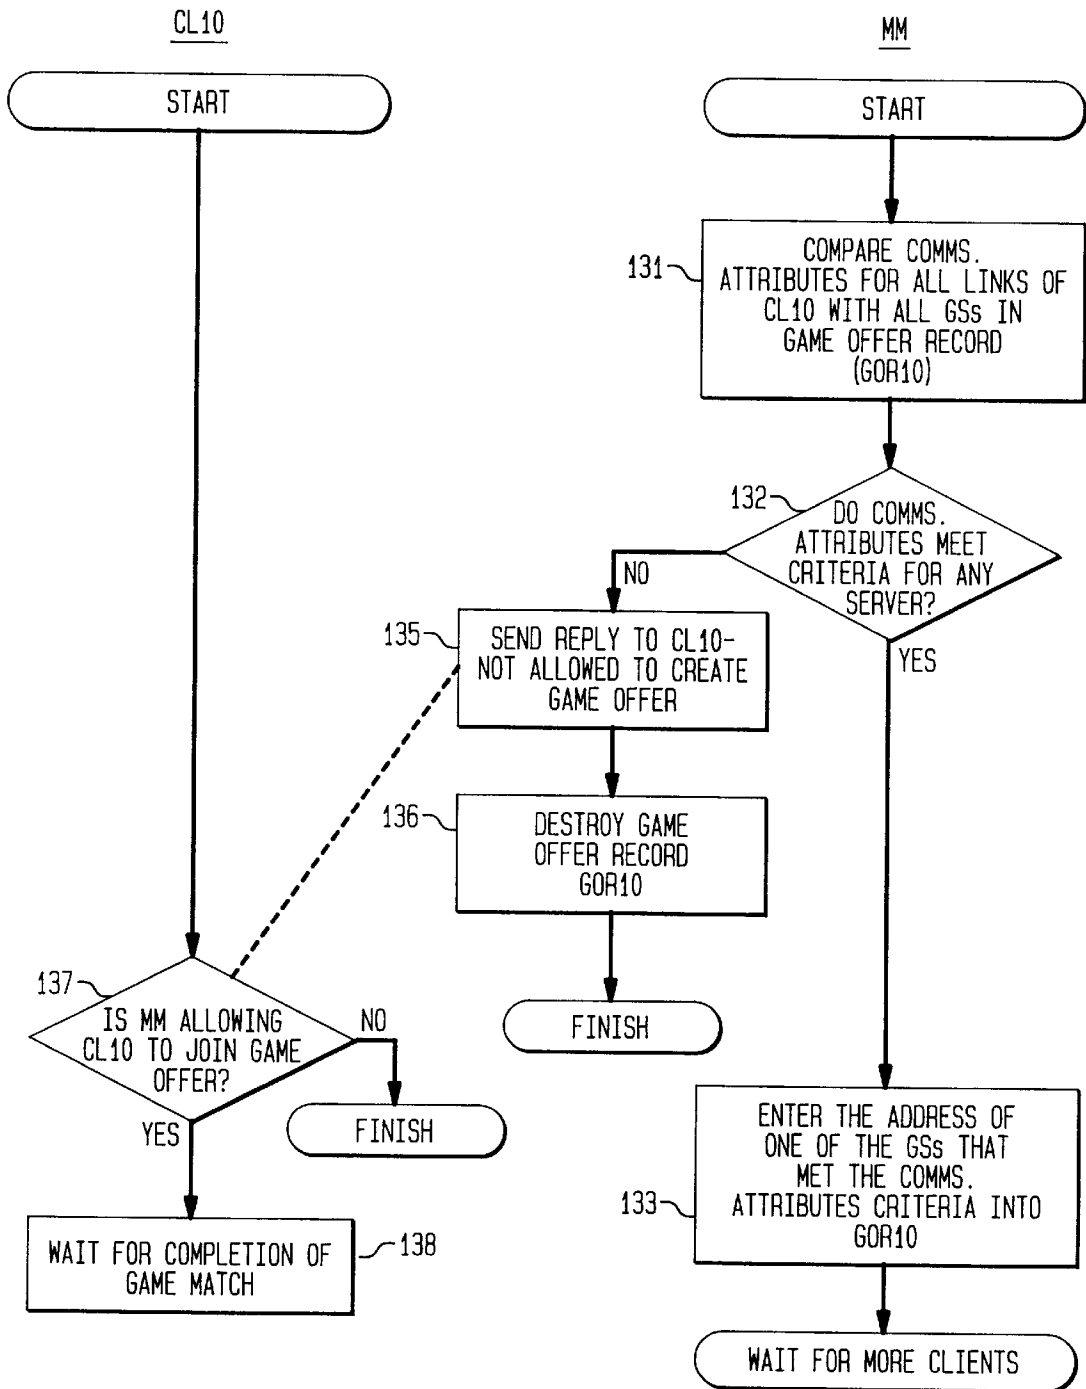 CL10
MM
START
START
131
COMPARE COMMS.
ATTRIBUTES FOR ALL LINKS OF
CL10 WITH ALL GSs IN
GAME OFFER RECORD
(GOR10)
132
DO COMMS.
ATTRIBUTES MEET
CRITERIA FOR ANY
SERVER?
NO
YES
135
SEND REPLY TO CL10-
NOT ALLOWED TO CREATE
GAME OFFER
136
DESTROY GAME
OFFER RECORD
GOR10
FINISH
137
IS MM ALLOWING
CL10 TO JOIN GAME
OFFER?
NO
YES
FINISH
133
ENTER THE ADDRESS OF
ONE OF THE GSs THAT
MET THE COMMS.
ATTRIBUTES CRITERIA INTO
GOR10
WAIT FOR COMPLETION OF
GAME MATCH
138
WAIT FOR MORE CLIENTS